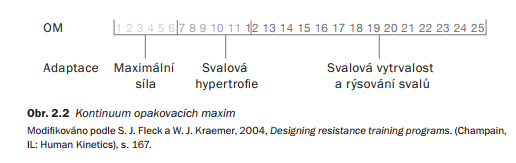 OM 1 2 3 4 5 6 7 8 9 10 11 12 13 14 15 16 17 18 19 20 21 22 23 24 25
Adaptace Maximální Svalová Svalová vytrvalost
síla hypertrofie a rýsování svalů
Obr. 2.2 Kontinuum opakovacích maxim
Modifikováno podle S. J. Fleck a W. J. Kraemer, 2004, Designing resistance training programs. (Champain,
IL: Human Kinetics), s. 167.